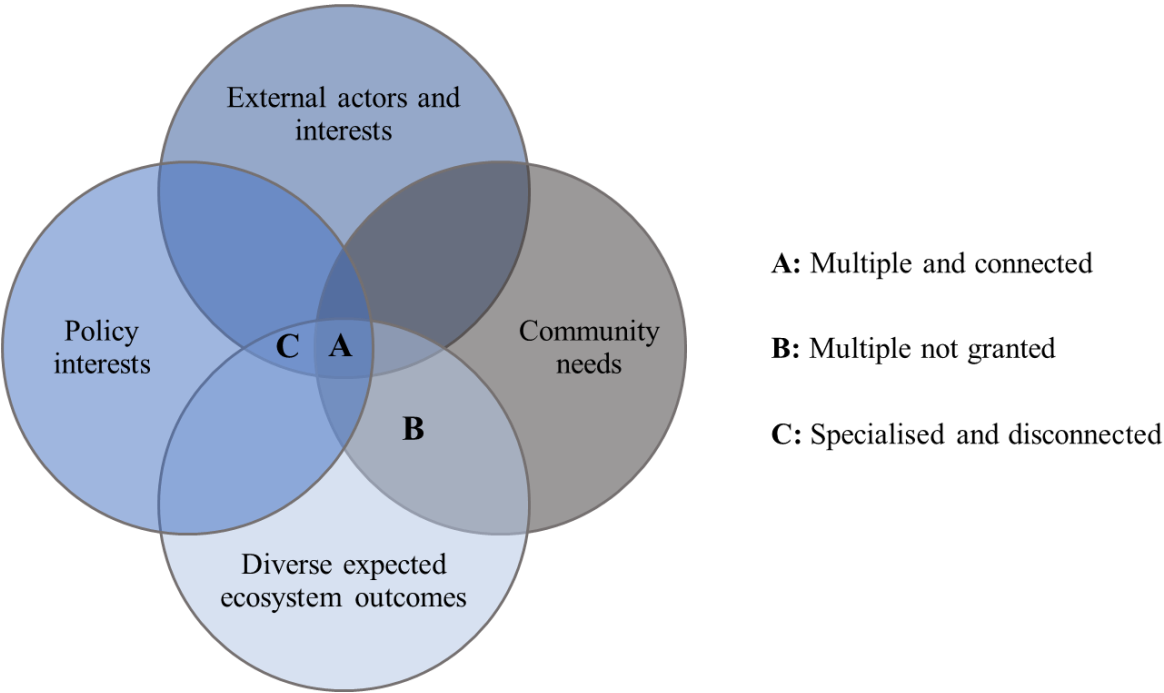 External actors and
interests
Policy
interests
C
A
Community
needs
B
Diverse expected
ecosystem outcomes
A: Multiple and connected
B: Multiple not granted
C: Specialised and disconnected